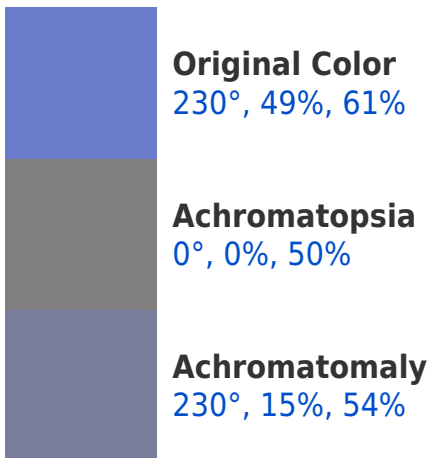 Original Color
230°, 49%, 61%
Achromatopsia
0°, 0%, 50%
Achromatomaly
230°, 15%, 54%